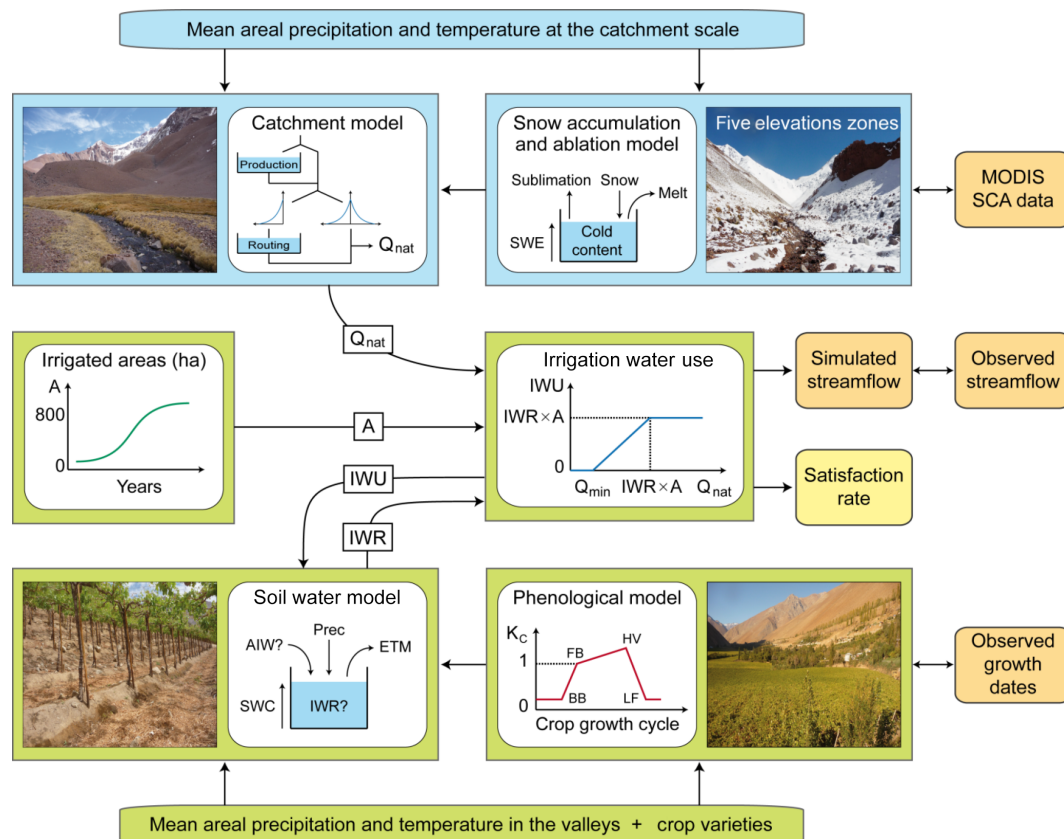 Mean areal precipitation and temperature at the catchment scale
Catchment model
Production
Routing
Qnat
Snow accumulation
and ablation model
Sublimation
Snow
Melt
SWE
Cold
content
Five elevations zones
MODIS
SCA data
Qnat
Irrigated areas (ha)
A
800
0
Years
A
Irrigation water use
IWU
IWR×A
0
Qmin
IWR×A
Qnat
Simulated
streamflow
Observed
streamflow
Satisfaction
rate
IWU
IWR
Soil water model
AIW?
Prec
ETM
SWC
IWR?
Phenological model
KC
1
0
FB
HV
BB
LF
Crop growth cycle
Observed
growth
dates
Mean areal precipitation and temperature in the valleys + crop varieties